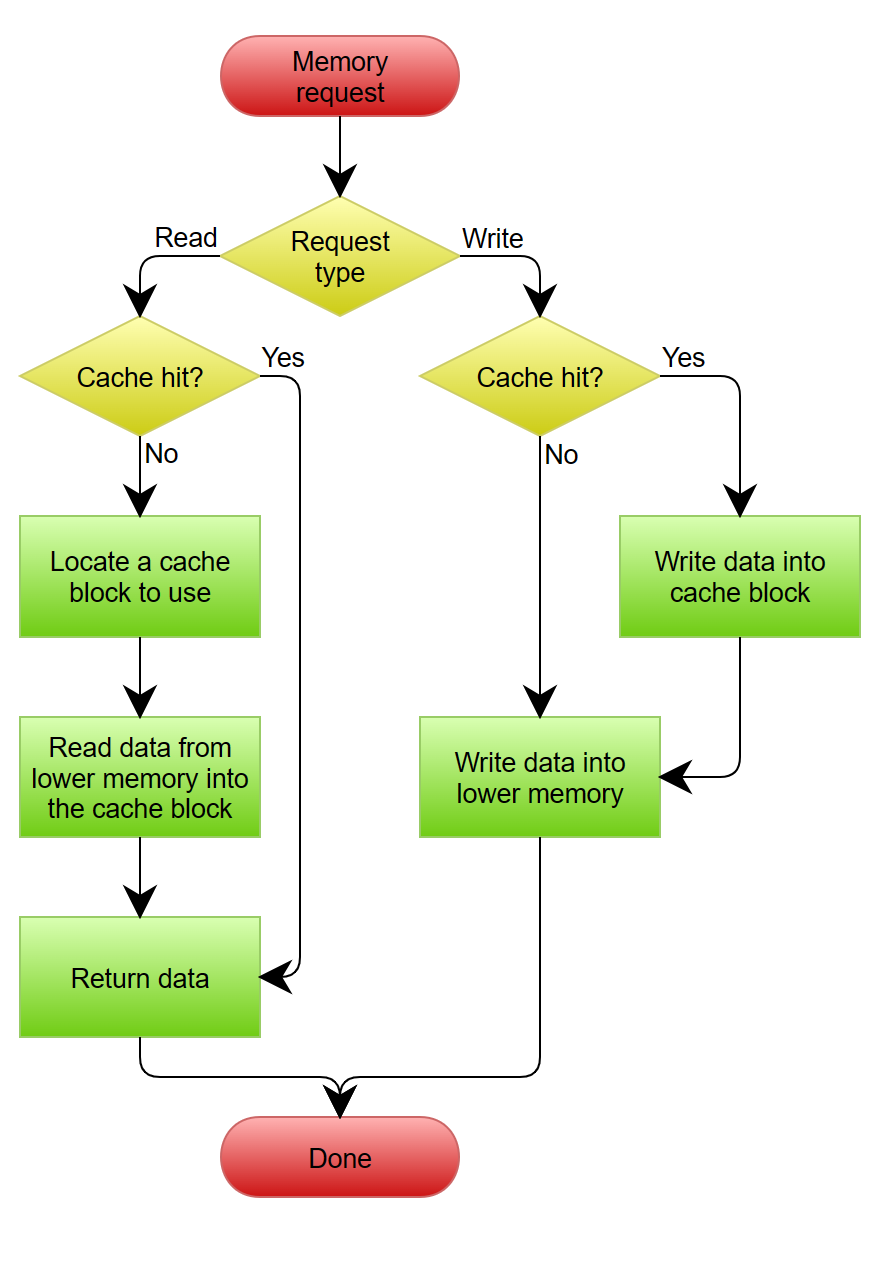 Memory
request
Request
type
Read
Write
Cache hit?
Yes
No
Cache hit?
Yes
No
Locate a cache
block to use
Write data into
cache block
Read data from
lower memory into
the cache block
Write data into
lower memory
Return data
Done